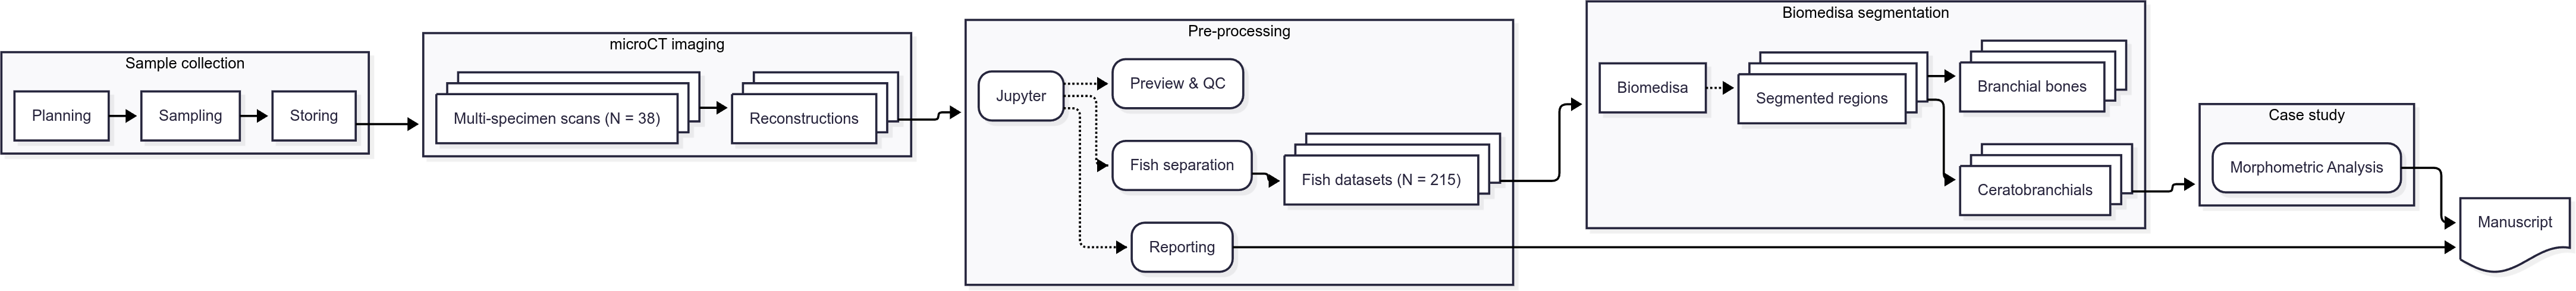 Sample collection
Planning
Sampling
Storing
microCT imaging
Multi-specimen scans (N = 38)
Reconstructions
Pre-processing
Jupyter
Preview & QC
Fish separation
Fish datasets (N = 215)
Reporting
Biomedisa segmentation
Biomedisa
Segmented regions
Branchial bones
Ceratobranchials
Case study
Morphometric Analysis
Manuscript